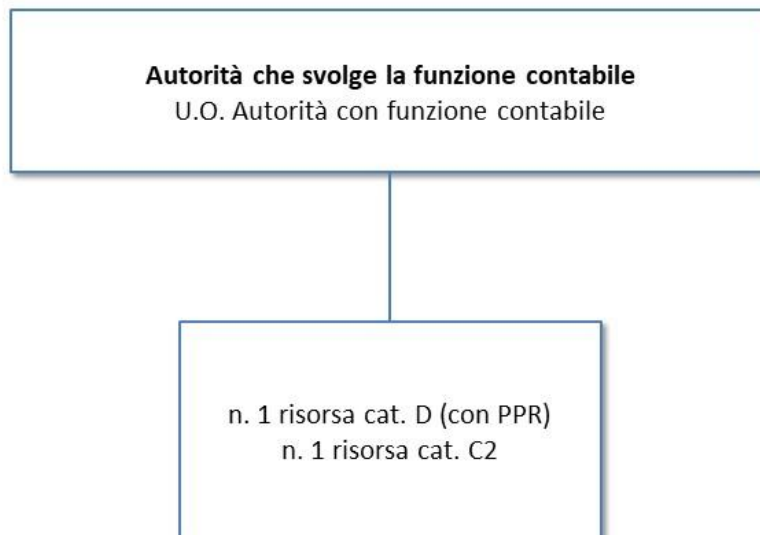 Autorità che svolge la funzione contabile
U.O. Autorità con funzione contabile
n. 1 risorsa cat. D (con PPR)
n. 1 risorsa cat. C2